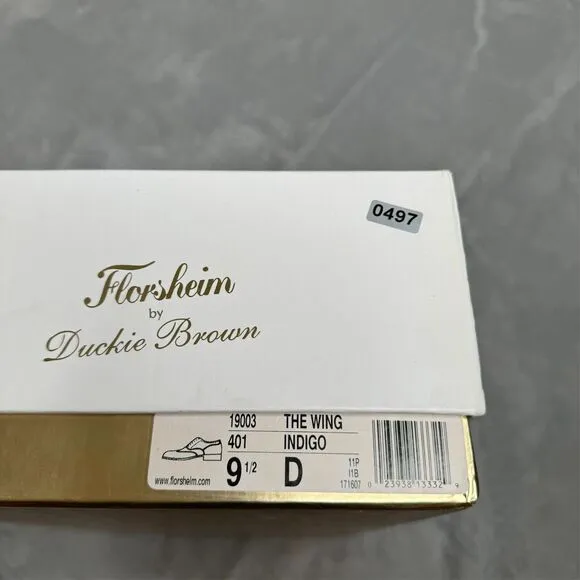 0497
Florsheim
by
Duckie Brown
19003 THE WING
401 INDIGO
9 1/2 D
11P
I1B
171607
www.florsheim.com
0 23938 13332 9